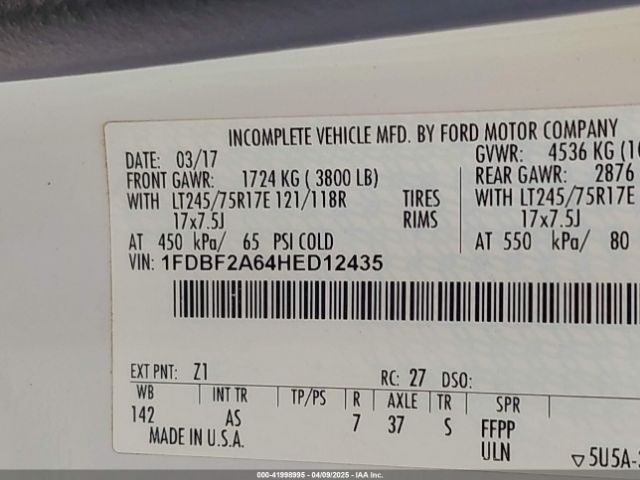 INCOMPLETE VEHICLE MFD. BY FORD MOTOR COMPANY
DATE: 03/17 GVWR: 4536 KG
FRONT GAWR: 1724 KG ( 3800 LB) REAR GAWR: 2876
WITH LT245/75R17E 121/118R TIRES WITH LT245/75R17E
17x7.5J RIMS 17x7.5J
AT 450 kPa/ 65 PSI COLD AT 550 kPa/ 80
VIN: 1FDBF2A64HED12435
EXT PNT: Z1 RC: 27 DSO:
WB INT TR TP/PS R AXLE TR SPR
142 AS 7 37 S FFPP
MADE IN U.S.A. ULN
▽5U5A-
000-41998995 - 04/09/2025 - IAAI